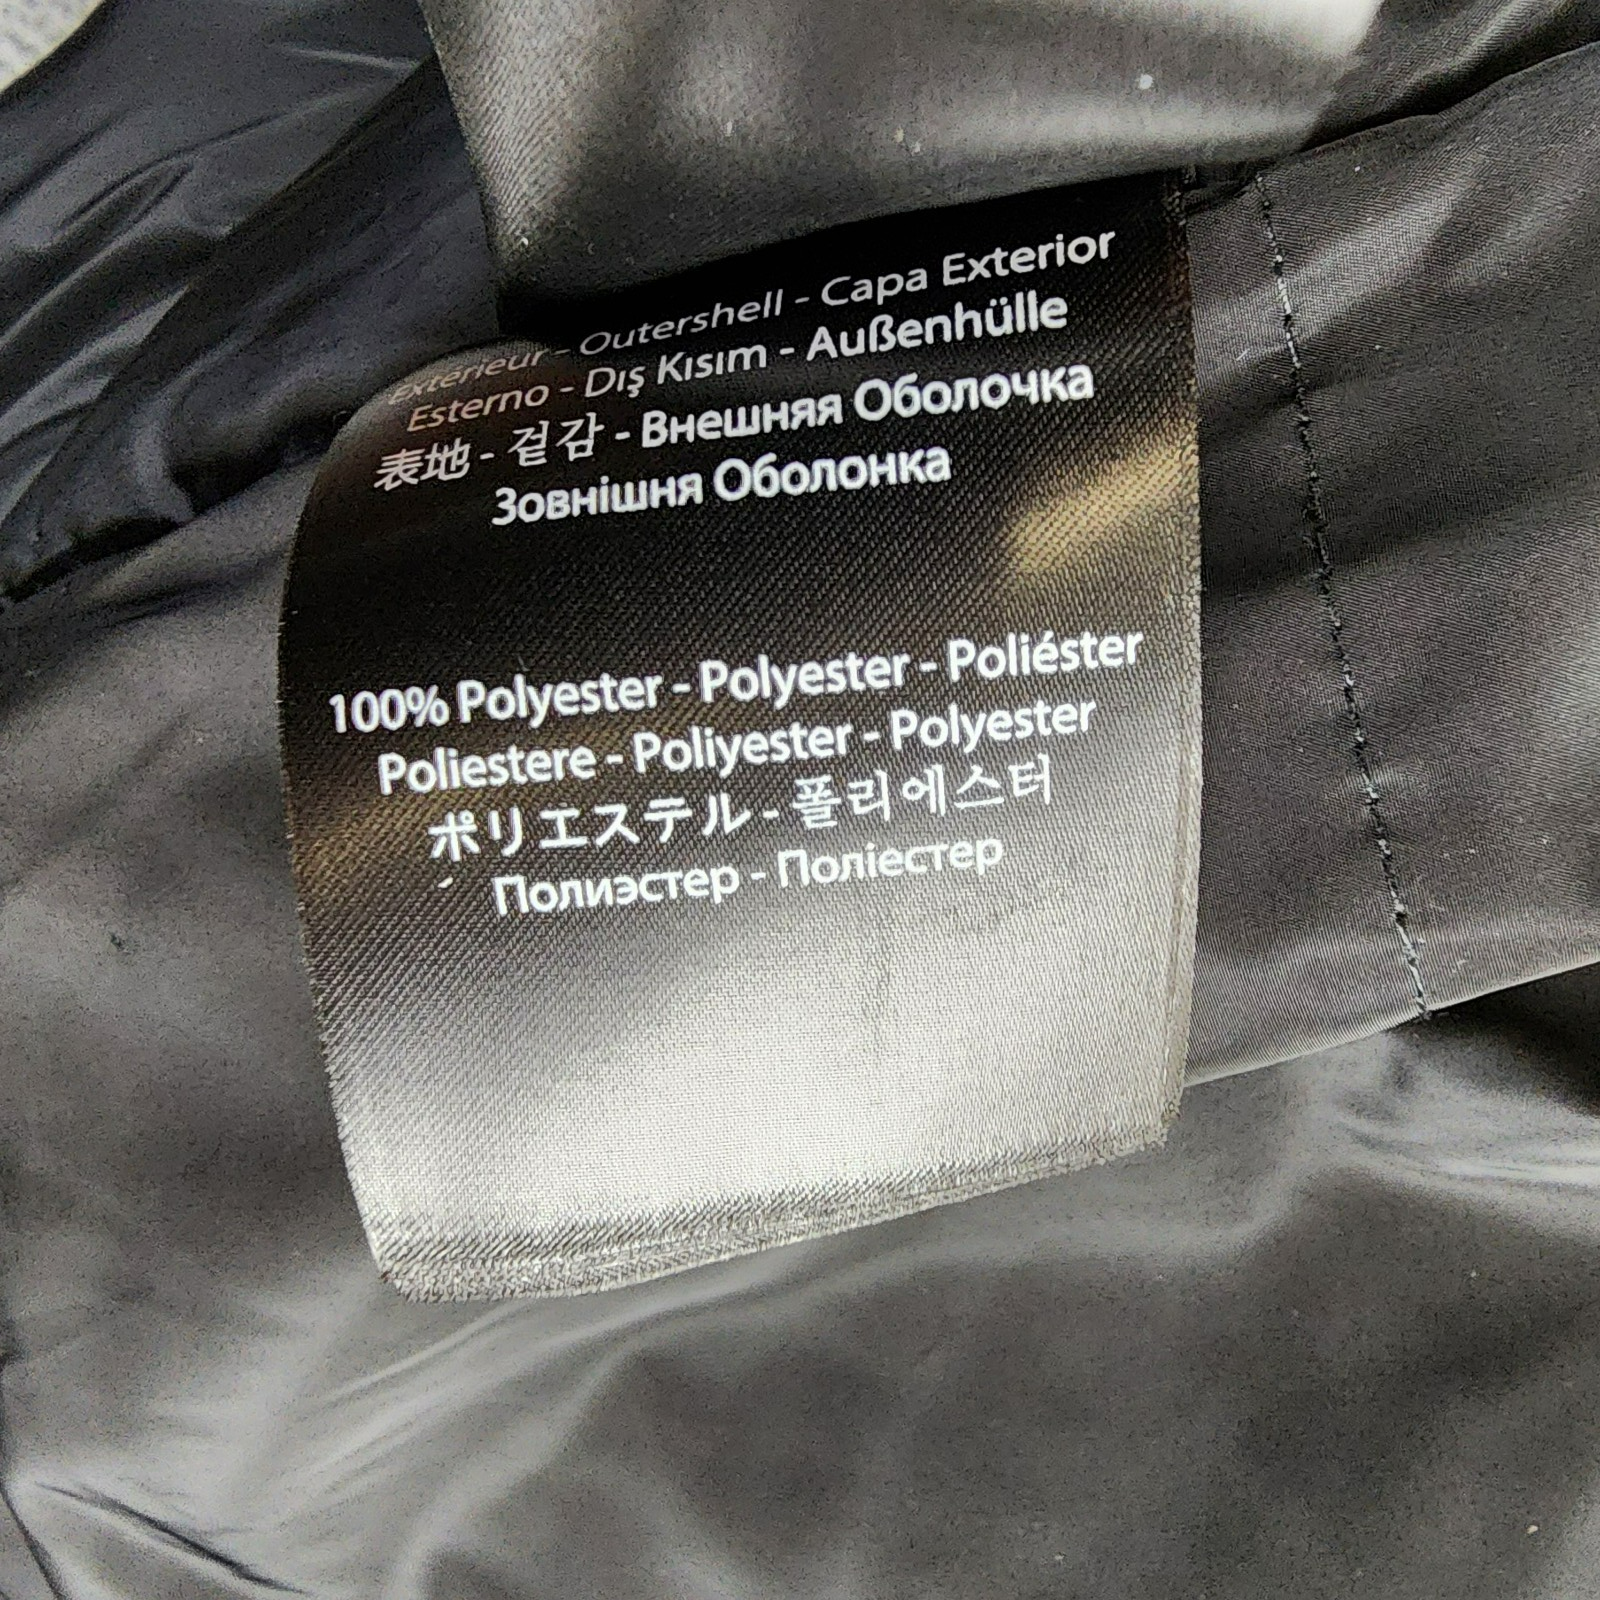 Extérieur - Outershell - Capa Exterior
Esterno - Dış Kısım - Außenhülle
表地 - 겉감 - Внешняя Оболочка
Зовнішня Оболонка
100% Polyester - Polyester - Poliéster
Poliestere - Poliyester - Polyester
ポリエステル - 폴리에스터
Полиэстер - Поліестер